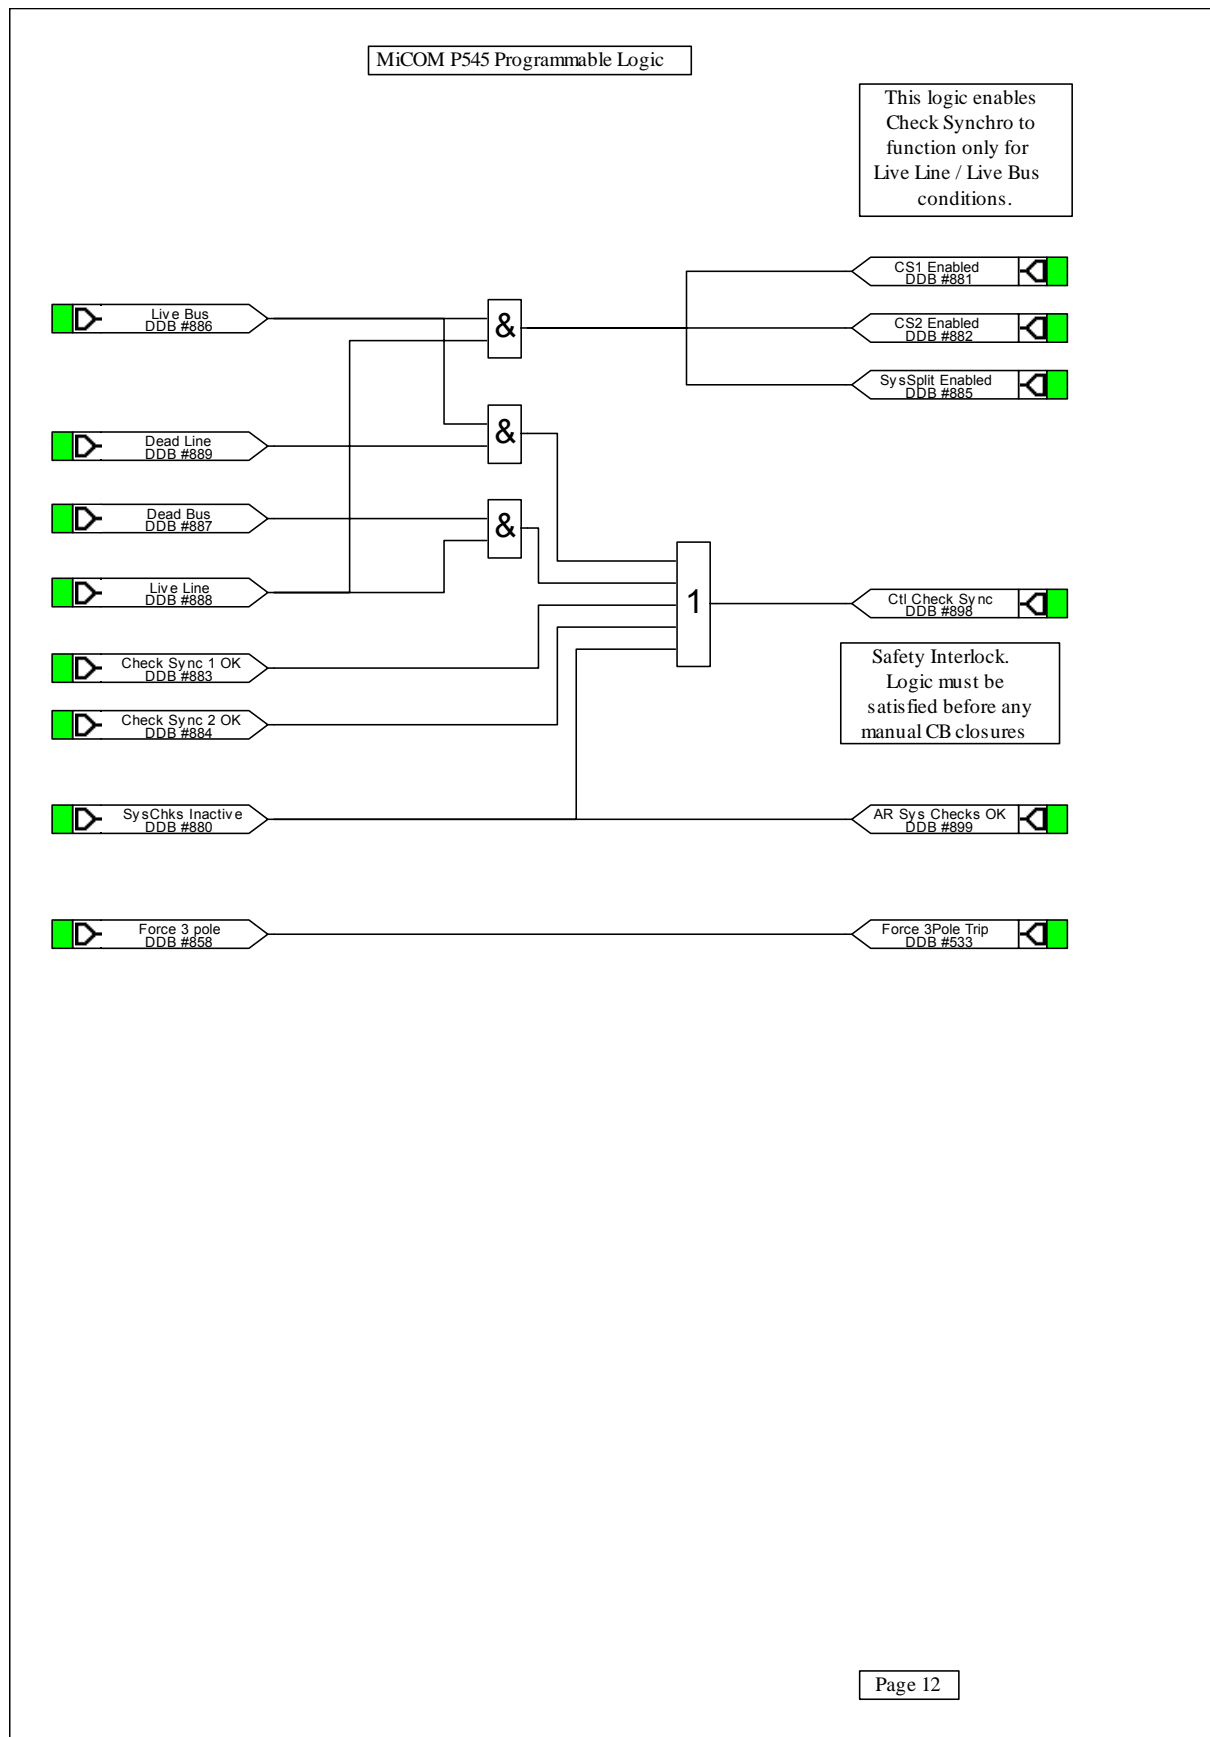 MiCOM P545 Programmable Logic
This logic enables
Check Synchro to
function only for
Live Line / Live Bus
conditions.
CS1 Enabled
DDB #881
Live Bus
DDB #886
&
CS2 Enabled
DDB #882
SysSplit Enabled
DDB #885
&
Dead Line
DDB #889
Dead Bus
DDB #887
&
Live Line
DDB #888
1
Ctl Check Sync
DDB #898
Check Sync 1 OK
DDB #883
Safety Interlock.
Logic must be
satisfied before any
manual CB closures
Check Sync 2 OK
DDB #884
SysChks Inactive
DDB #880
AR Sys Checks OK
DDB #899
Force 3 pole
DDB #858
Force 3Pole Trip
DDB #533
Page 12